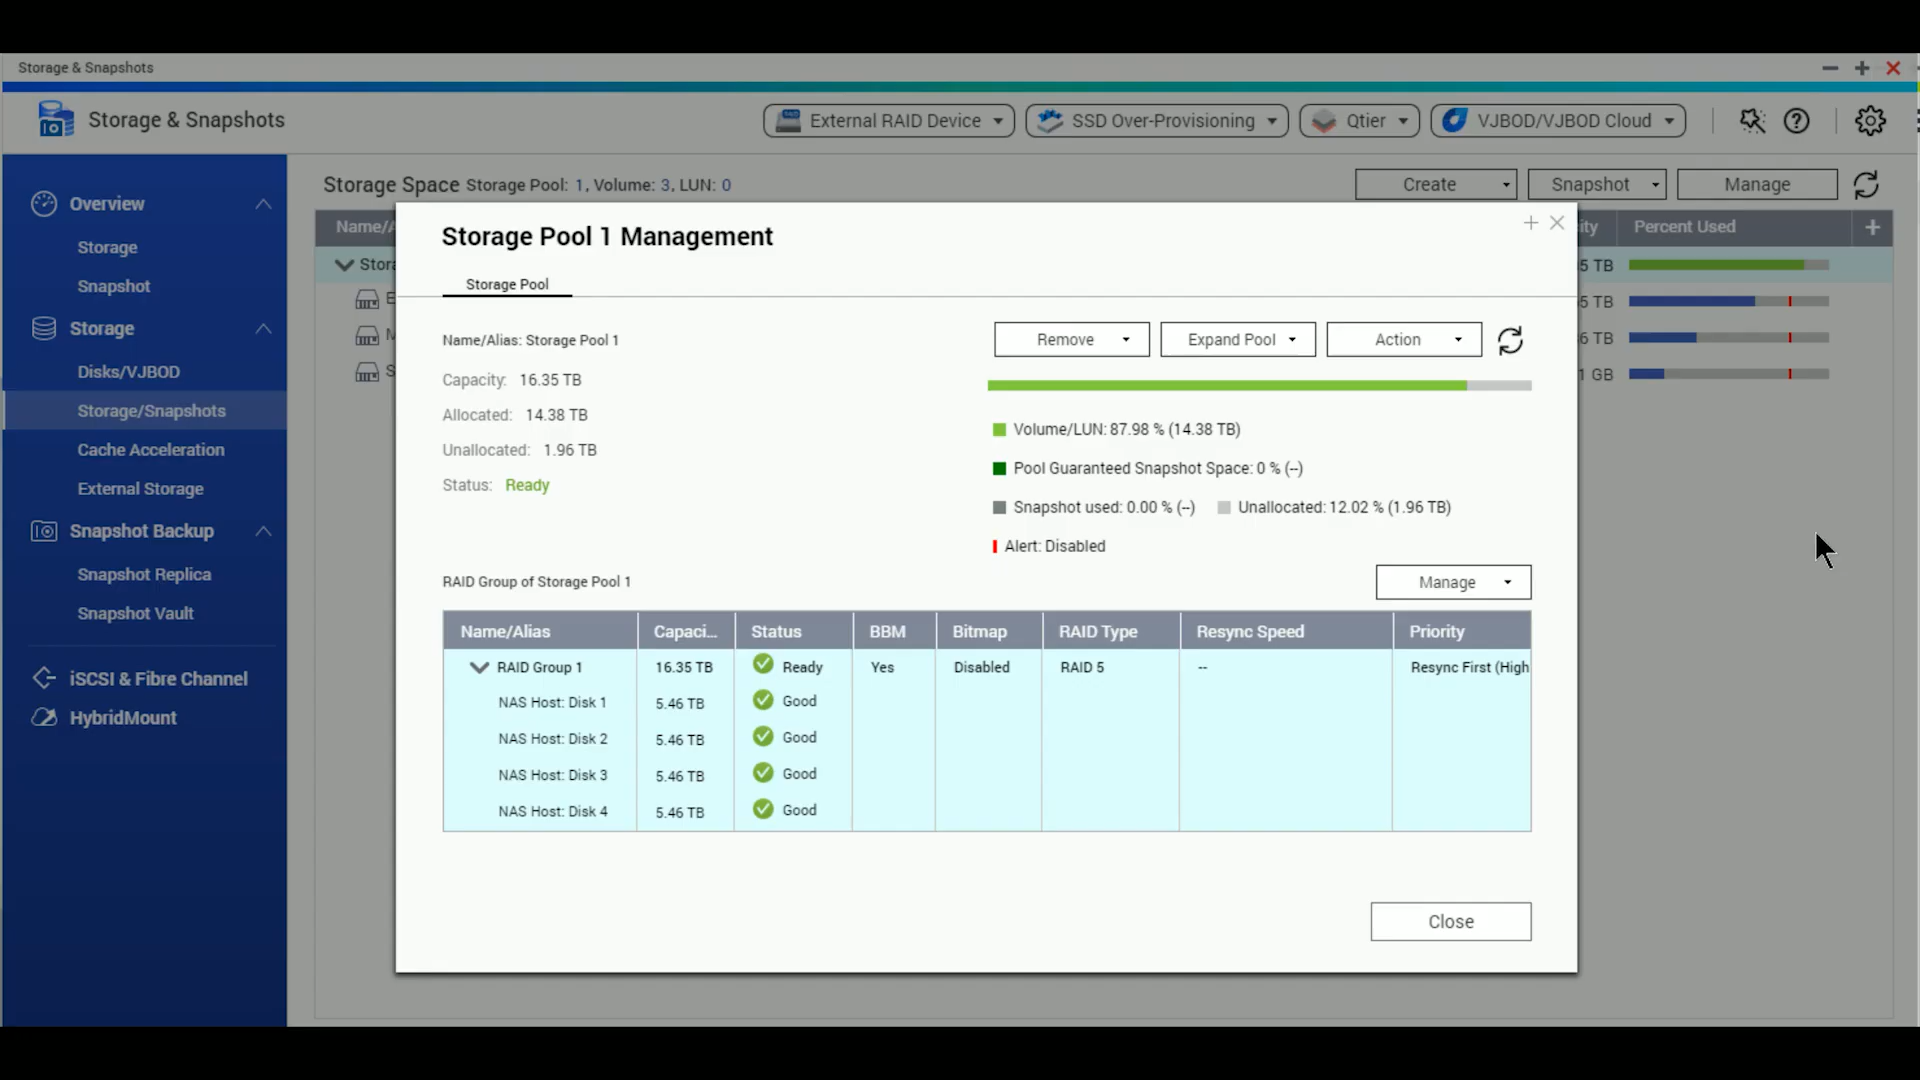 Storage & Snapshots
Storage & Snapshots
External RAID Device
SSD Over-Provisioning
Qtier
VJBOD/VJBOD Cloud
Overview
Storage
Snapshot
Storage
Disks/VJBOD
Storage/Snapshots
Cache Acceleration
External Storage
Snapshot Backup
Snapshot Replica
Snapshot Vault
iSCSI & Fibre Channel
HybridMount
Storage Space Storage Pool: 1, Volume: 3, LUN: 0
Create
Snapshot
Manage
Percent Used
Storage Pool 1 Management
Storage Pool
Name/Alias: Storage Pool 1
Remove
Expand Pool
Action
Capacity: 16.35 TB
Allocated: 14.38 TB
Unallocated: 1.96 TB
Status: Ready
Volume/LUN: 87.98 % (14.38 TB)
Pool Guaranteed Snapshot Space: 0 % (--)
Snapshot used: 0.00 % (--)
Unallocated: 12.02 % (1.96 TB)
Alert: Disabled
RAID Group of Storage Pool 1
Manage
Name/Alias Capaci... Status BBM Bitmap RAID Type Resync Speed Priority
RAID Group 1 16.35 TB Ready Yes Disabled RAID 5 -- Resync First (High
NAS Host: Disk 1 5.46 TB Good
NAS Host: Disk 2 5.46 TB Good
NAS Host: Disk 3 5.46 TB Good
NAS Host: Disk 4 5.46 TB Good
Close